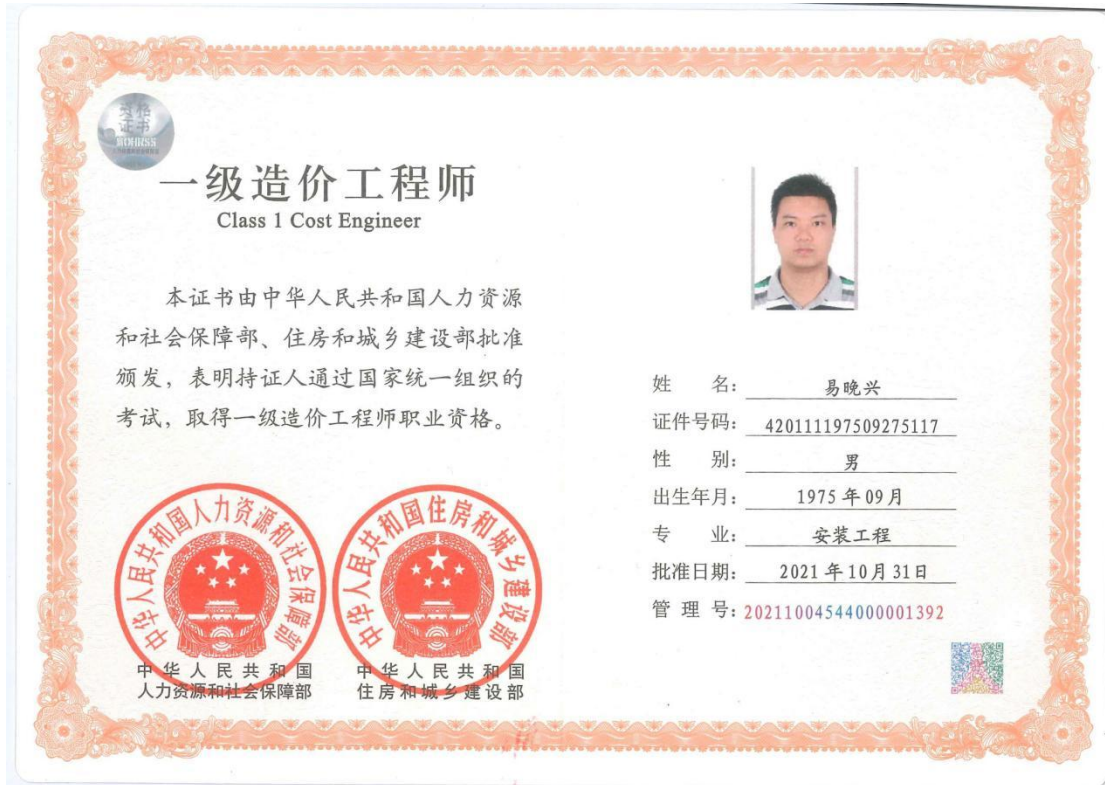 资格
证书
MOHRSS
一级造价工程师
Class 1 Cost Engineer
本证书由中华人民共和国人力资源
和社会保障部、住房和城乡建设部批准
颁发，表明持证人通过国家统一组织的
考试，取得一级造价工程师职业资格。
中华人民共和国人力资源和社会保障部
中华人民共和国住房和城乡建设部
中华人民共和国
人力资源和社会保障部
中华人民共和国
住房和城乡建设部
姓 名：易晚兴
证件号码：420111197509275117
性 别：男
出生年月：1975年09月
专 业：安装工程
批准日期：2021年10月31日
管 理 号：20211004544000001392